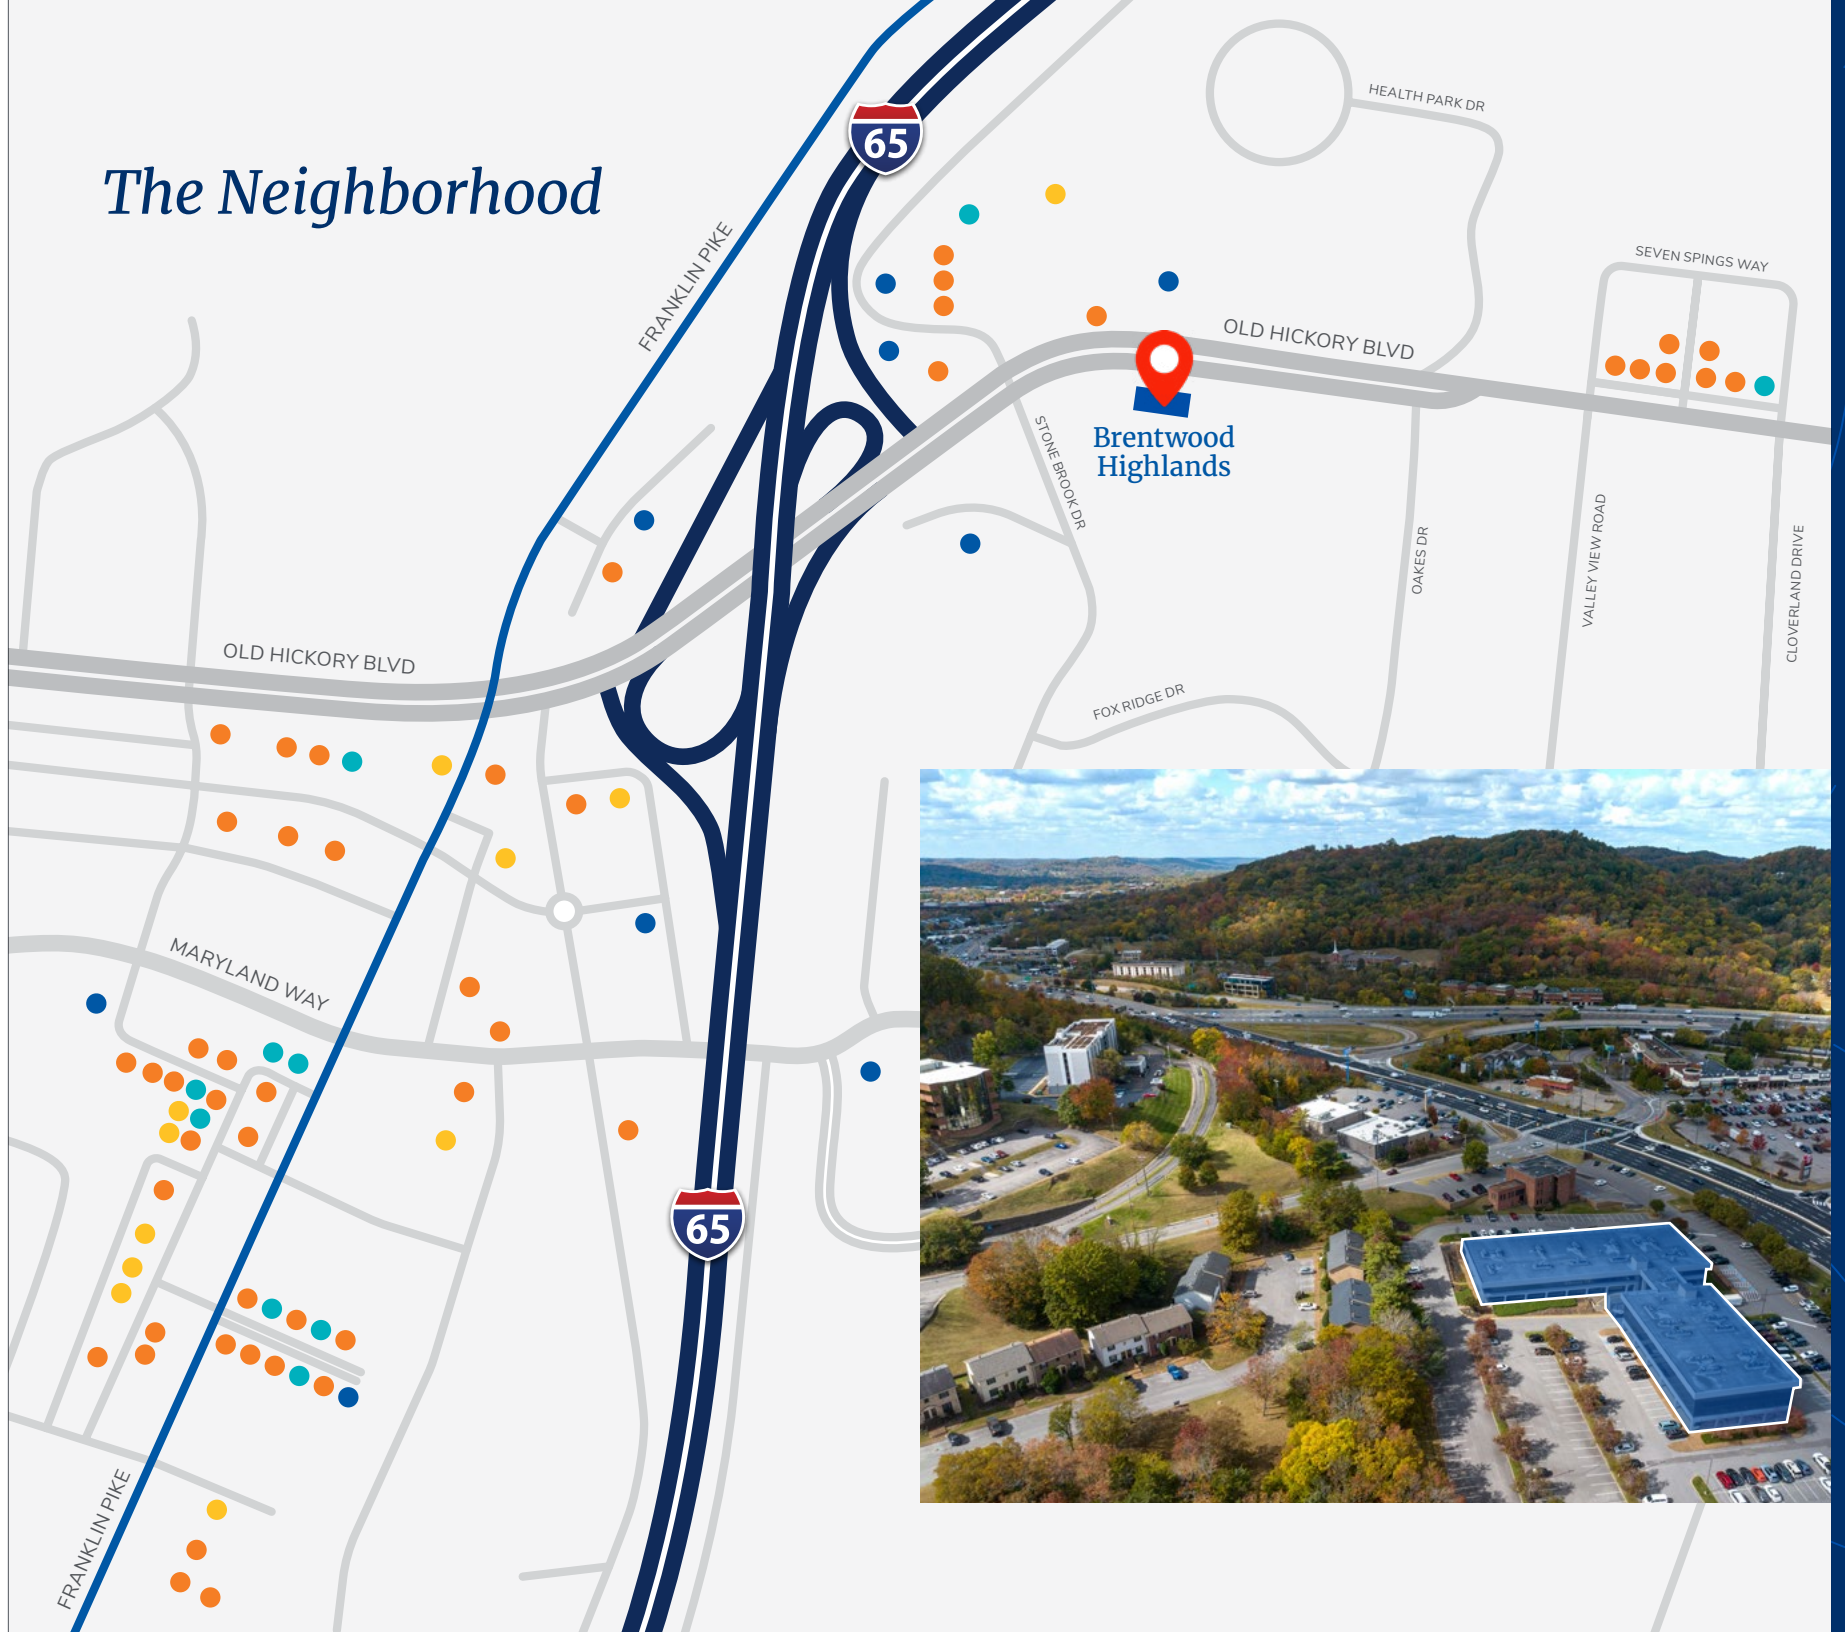 The Neighborhood
65
HEALTH PARK DR
FRANKLIN PIKE
SEVEN SPINGS WAY
OLD HICKORY BLVD
Brentwood
Highlands
STONE BROOK DR
OAKES DR
VALLEY VIEW ROAD
CLOVERLAND DRIVE
OLD HICKORY BLVD
FOX RIDGE DR
MARYLAND WAY
65
FRANKLIN PIKE